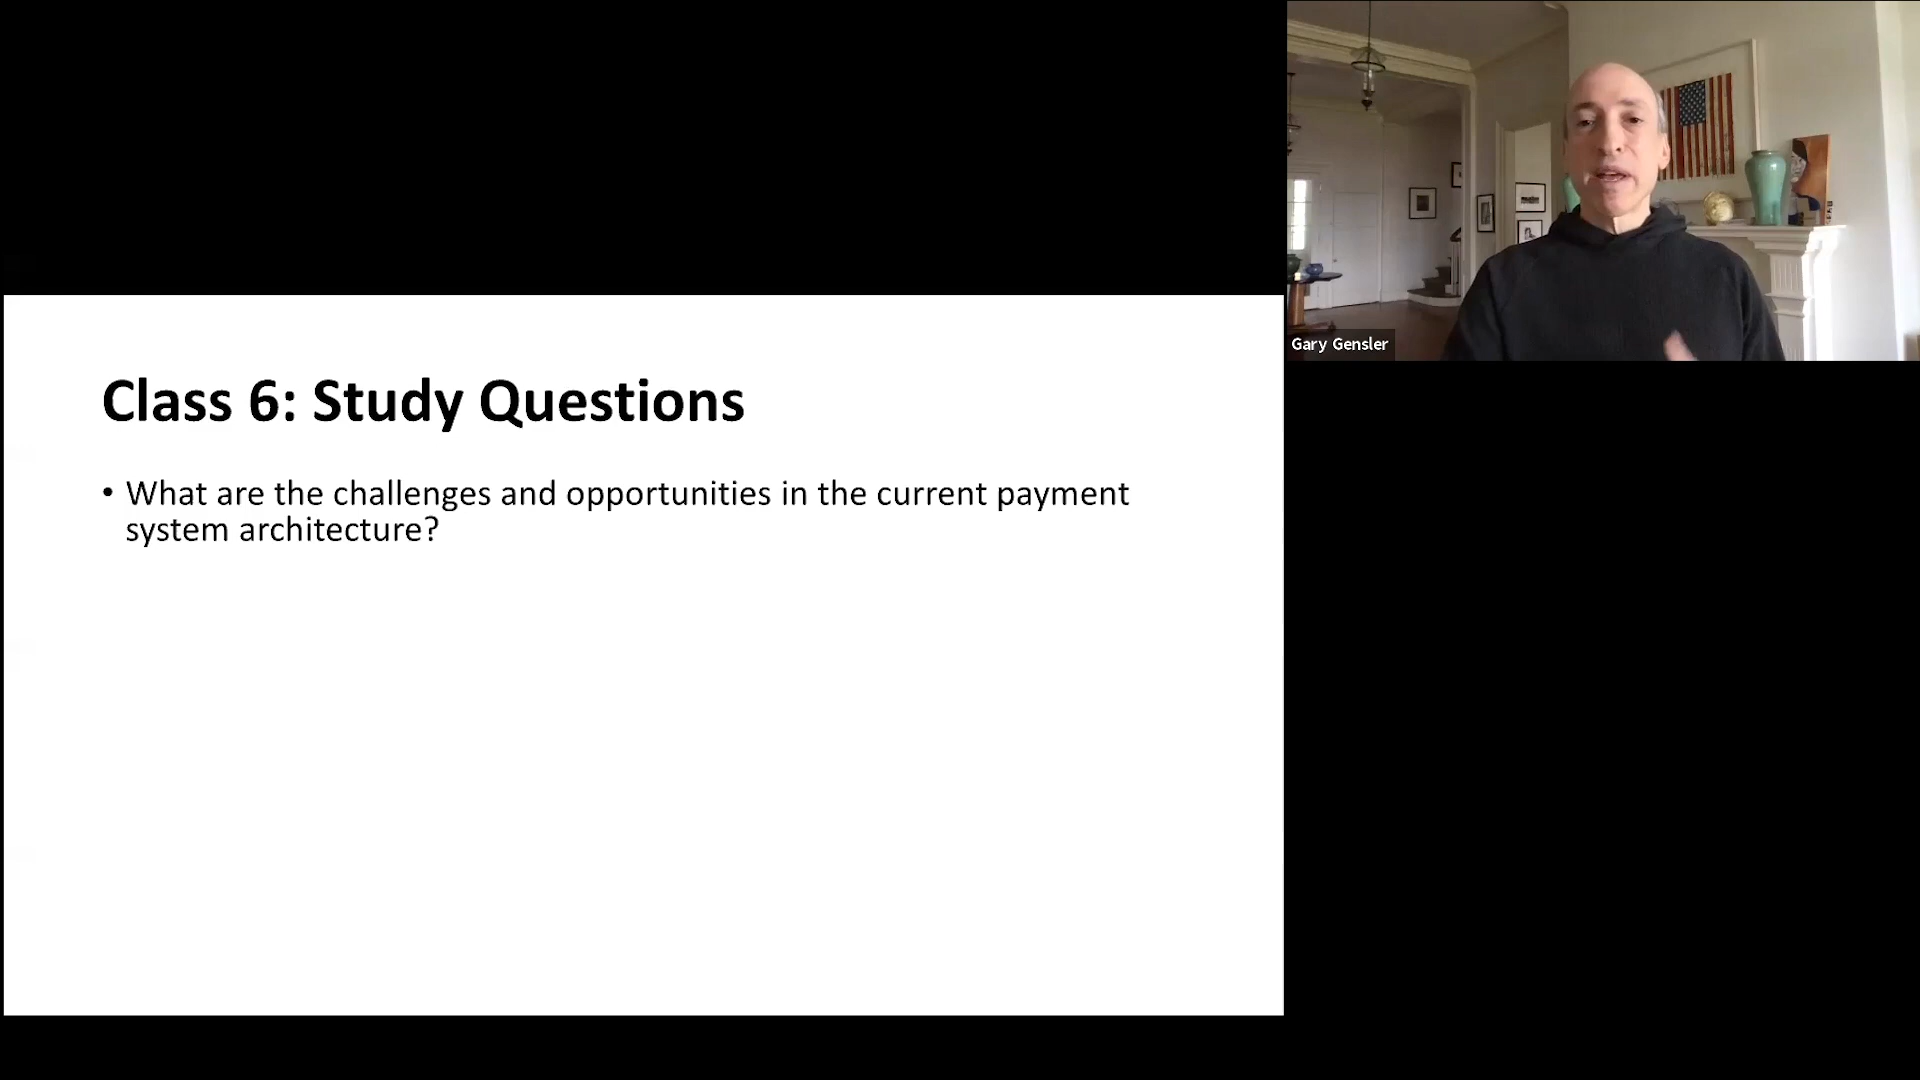 Class 6: Study Questions
• What are the challenges and opportunities in the current payment
system architecture?
Gary Gensler